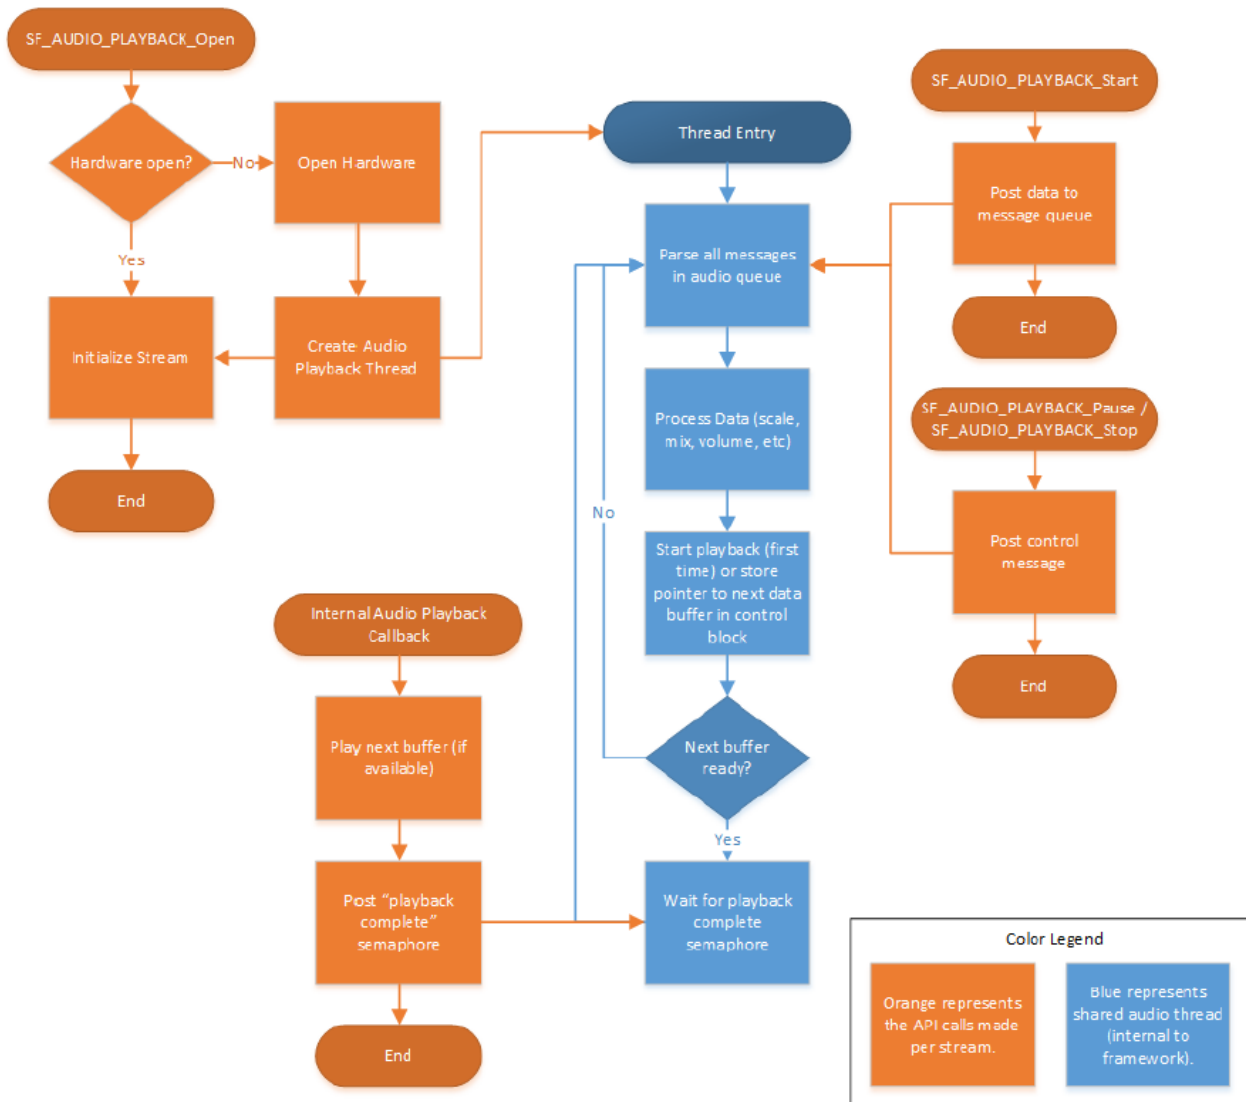 SF_AUDIO_PLAYBACK_Open
Hardware open?
No
Open Hardware
Yes
Initialize Stream
Create Audio
Playback Thread
End
Thread Entry
Parse all messages
in audio queue
Process Data (scale,
mix, volume, etc)
Start playback (first
time) or store
pointer to next data
buffer in control
block
No
Next buffer
ready?
Yes
Wait for playback
complete
semaphore
SF_AUDIO_PLAYBACK_Start
Post data to
message queue
End
SF_AUDIO_PLAYBACK_Pause /
SF_AUDIO_PLAYBACK_Stop
Post control
message
End
Internal Audio Playback
Callback
Play next buffer (if
available)
Post “playback
complete”
semaphore
End
Color Legend
Orange represents
the API calls made
per stream.
Blue represents
shared audio thread
(internal to
framework).